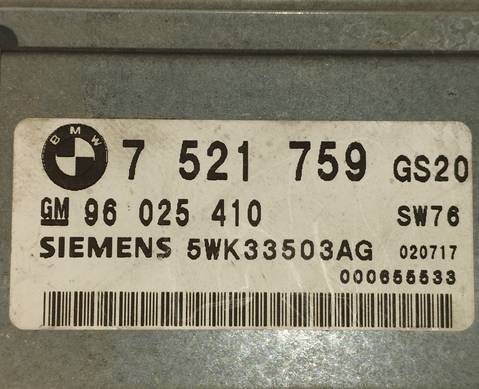 BMW 7 521 759 GS20
GM 96 025 410 SW76
SIEMENS 5WK33503AG 020717
000655533